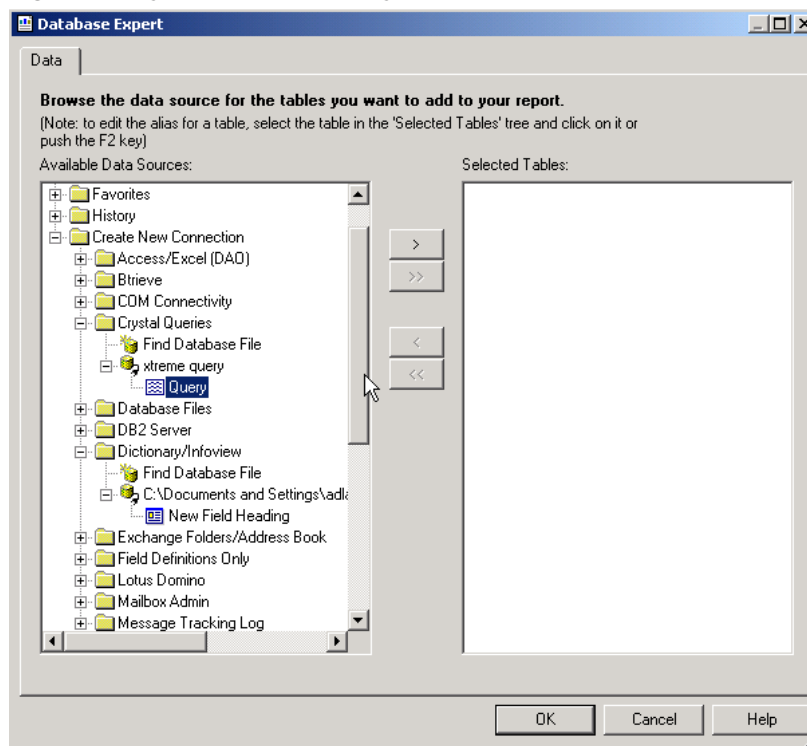 Database Expert
Data
Browse the data source for the tables you want to add to your report.
(Note: to edit the alias for a table, select the table in the 'Selected Tables' tree and click on it or
push the F2 key)
Available Data Sources:
Selected Tables:
Favorites
History
Create New Connection
Access/Excel (DAO)
Btrieve
COM Connectivity
Crystal Queries
Find Database File
xtreme query
Query
Database Files
DB2 Server
Dictionary/Infoview
Find Database File
C:\Documents and Settings\adla
New Field Heading
Exchange Folders/Address Book
Field Definitions Only
Lotus Domino
Mailbox Admin
Message Tracking Log
>
>>
<
<<
OK
Cancel
Help